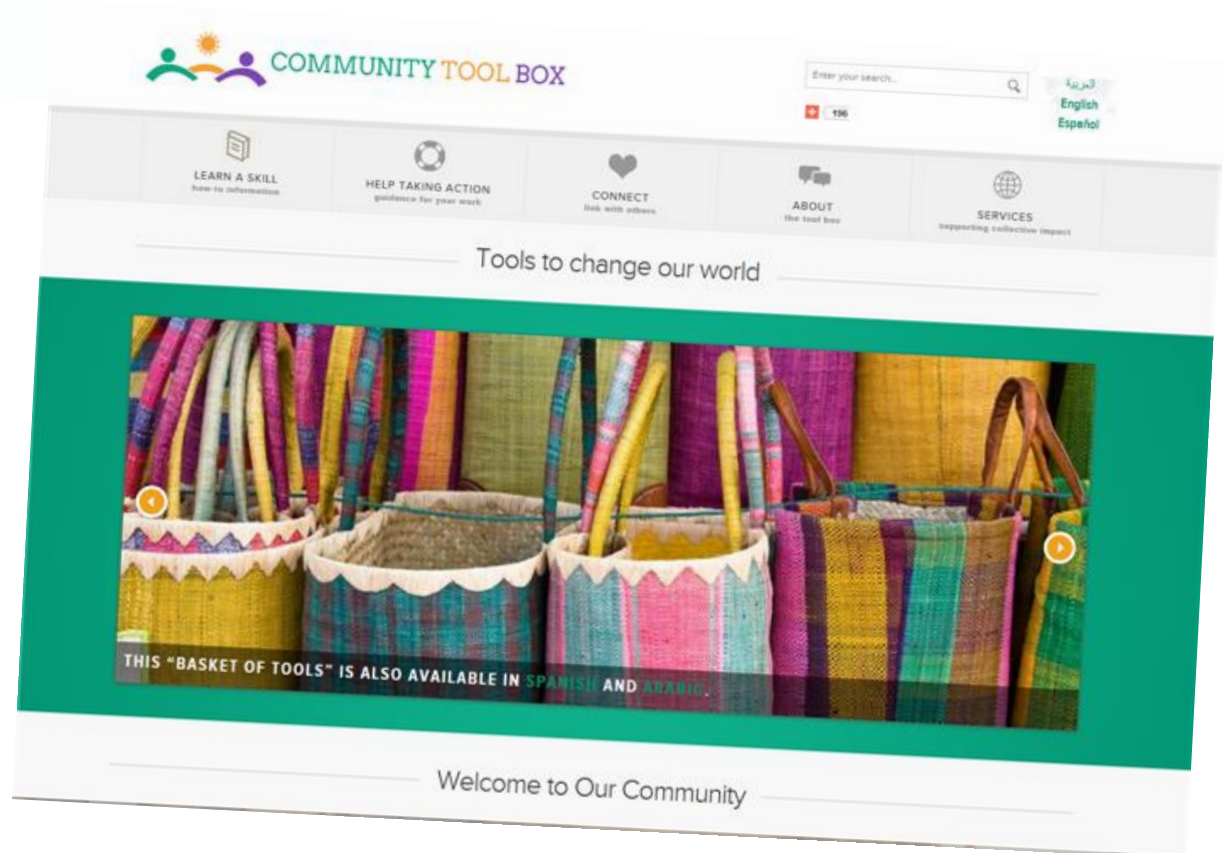 COMMUNITY TOOL BOX
Enter your search...
196
العربية
English
Español
LEARN A SKILL
how-to information
HELP TAKING ACTION
guidance for your work
CONNECT
link with others
ABOUT
the tool box
SERVICES
supporting collective impact
Tools to change our world
THIS “BASKET OF TOOLS” IS ALSO AVAILABLE IN SPANISH AND ARABIC.
Welcome to Our Community